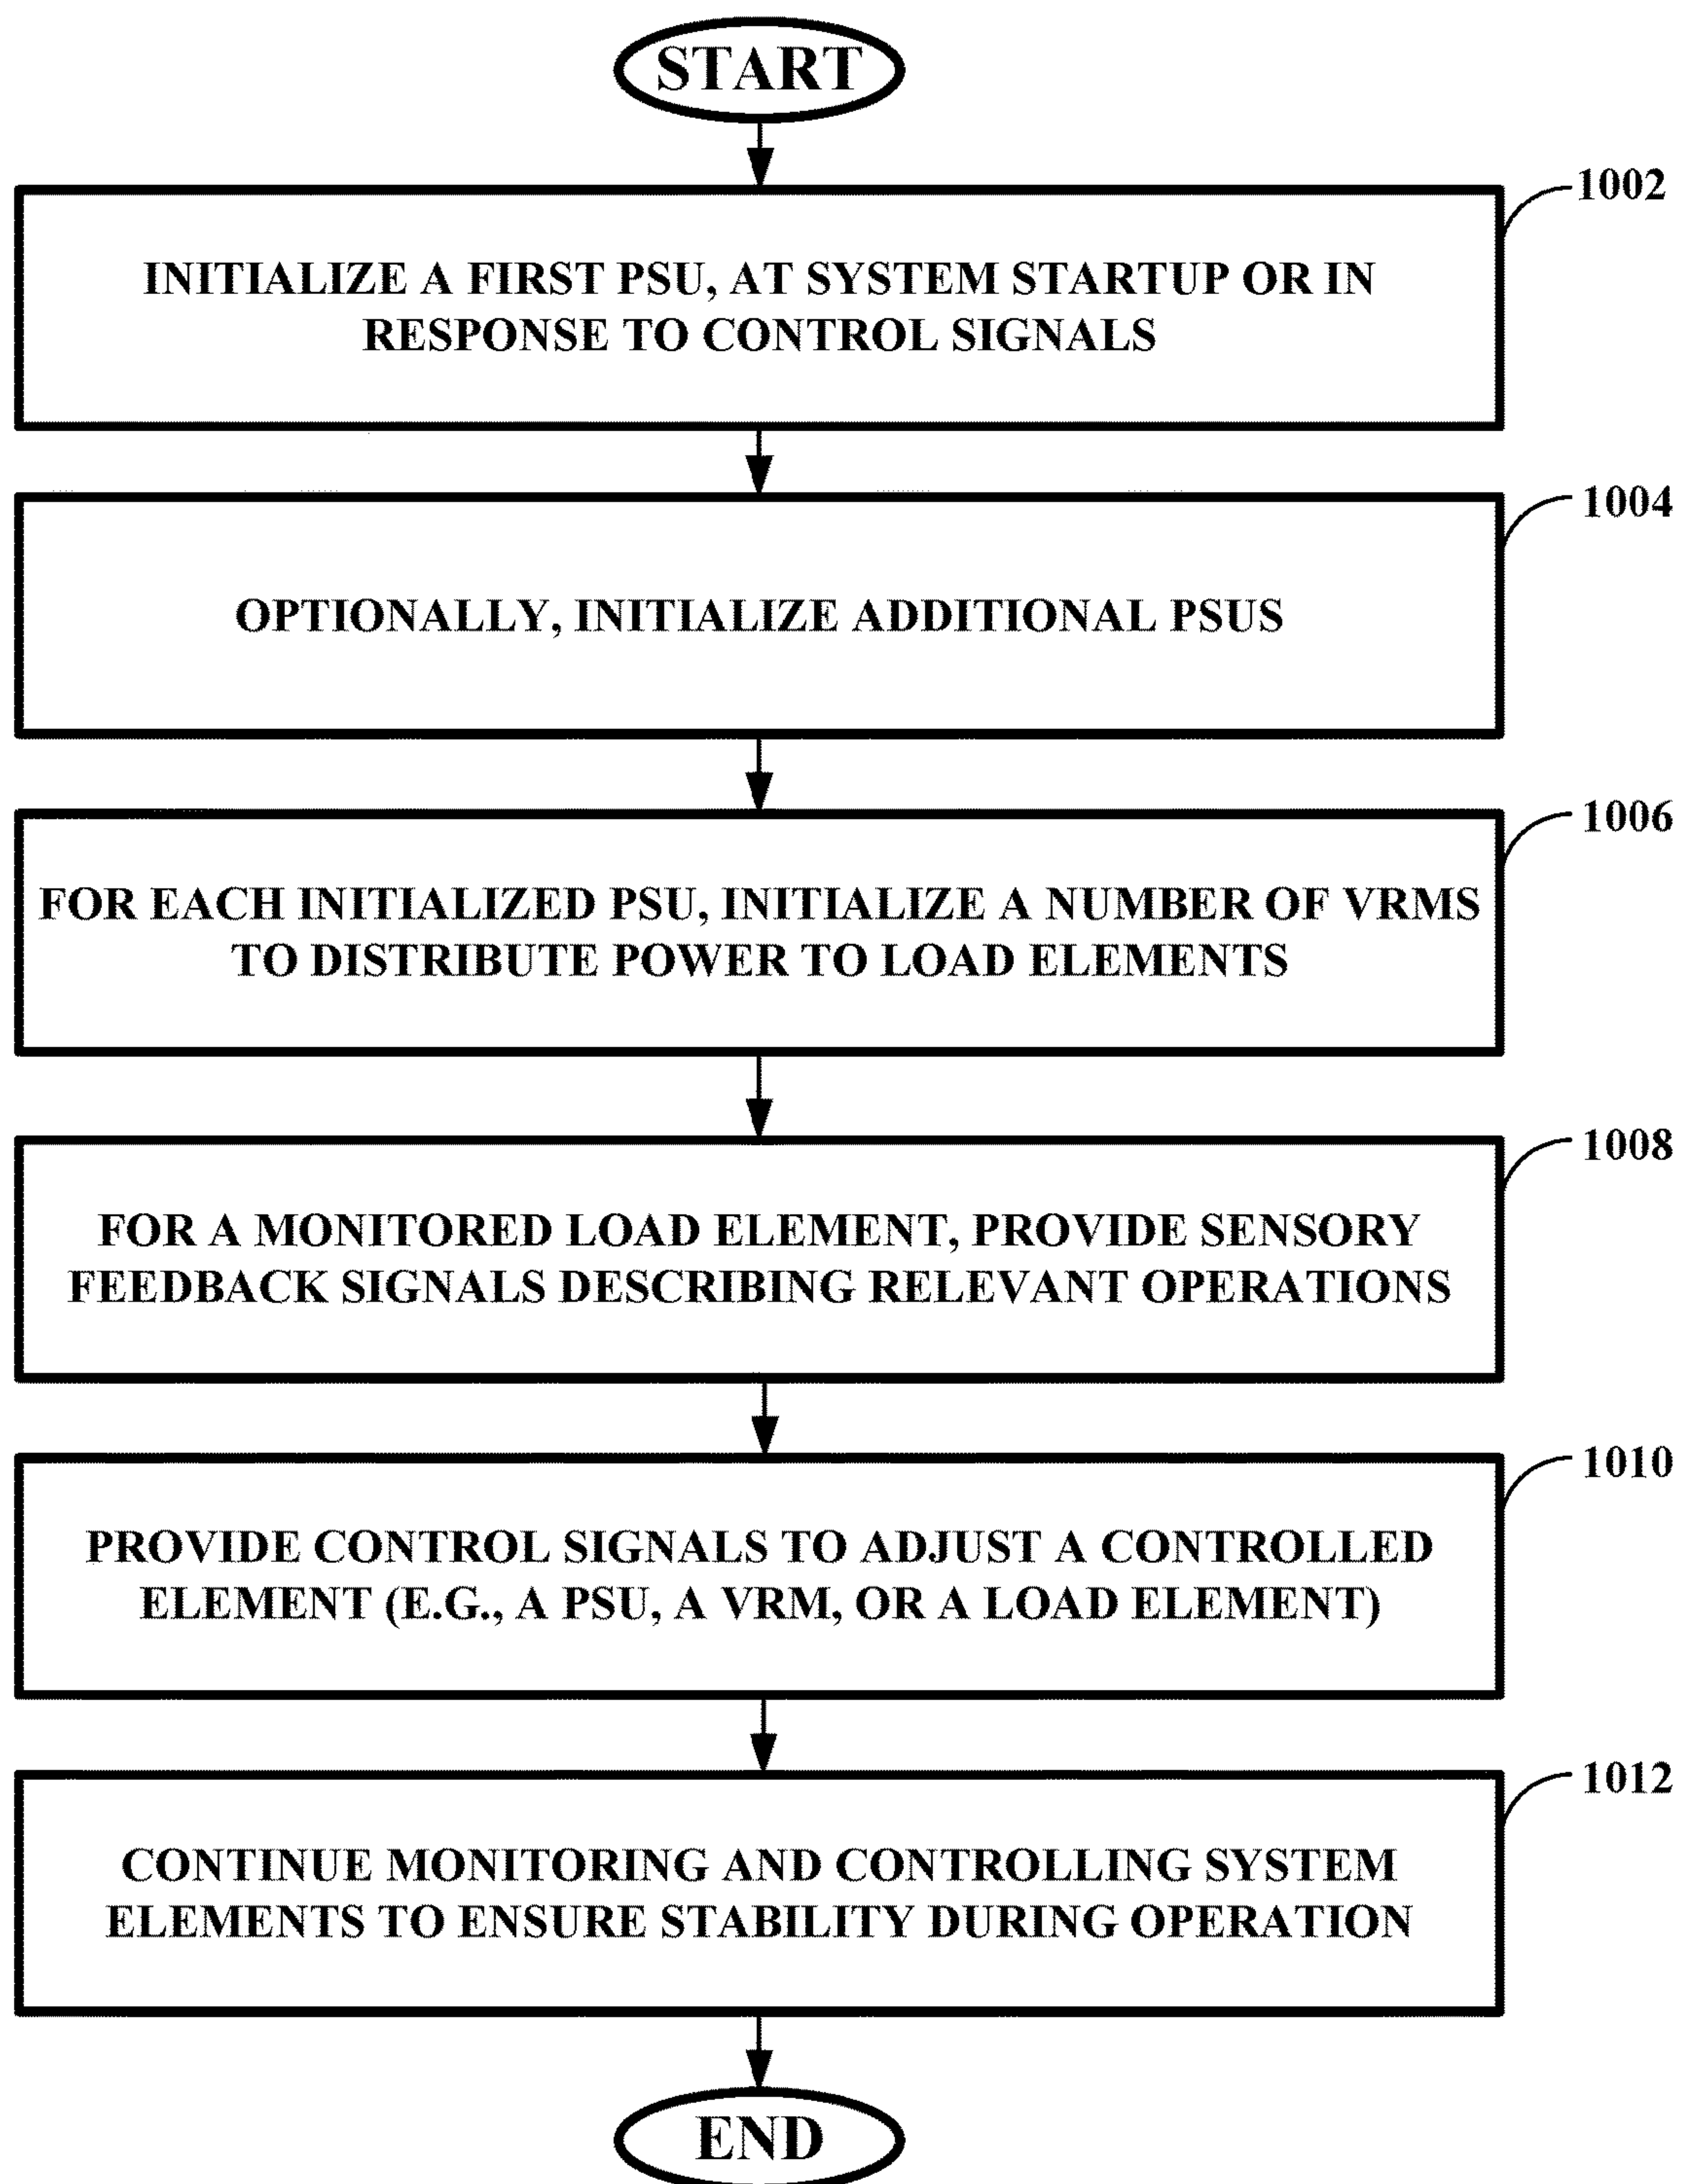 START
1002
INITIALIZE A FIRST PSU, AT SYSTEM STARTUP OR IN
RESPONSE TO CONTROL SIGNALS
1004
OPTIONALLY, INITIALIZE ADDITIONAL PSUS
1006
FOR EACH INITIALIZED PSU, INITIALIZE A NUMBER OF VRMS
TO DISTRIBUTE POWER TO LOAD ELEMENTS
1008
FOR A MONITORED LOAD ELEMENT, PROVIDE SENSORY
FEEDBACK SIGNALS DESCRIBING RELEVANT OPERATIONS
1010
PROVIDE CONTROL SIGNALS TO ADJUST A CONTROLLED
ELEMENT (E.G., A PSU, A VRM, OR A LOAD ELEMENT)
1012
CONTINUE MONITORING AND CONTROLLING SYSTEM
ELEMENTS TO ENSURE STABILITY DURING OPERATION
END